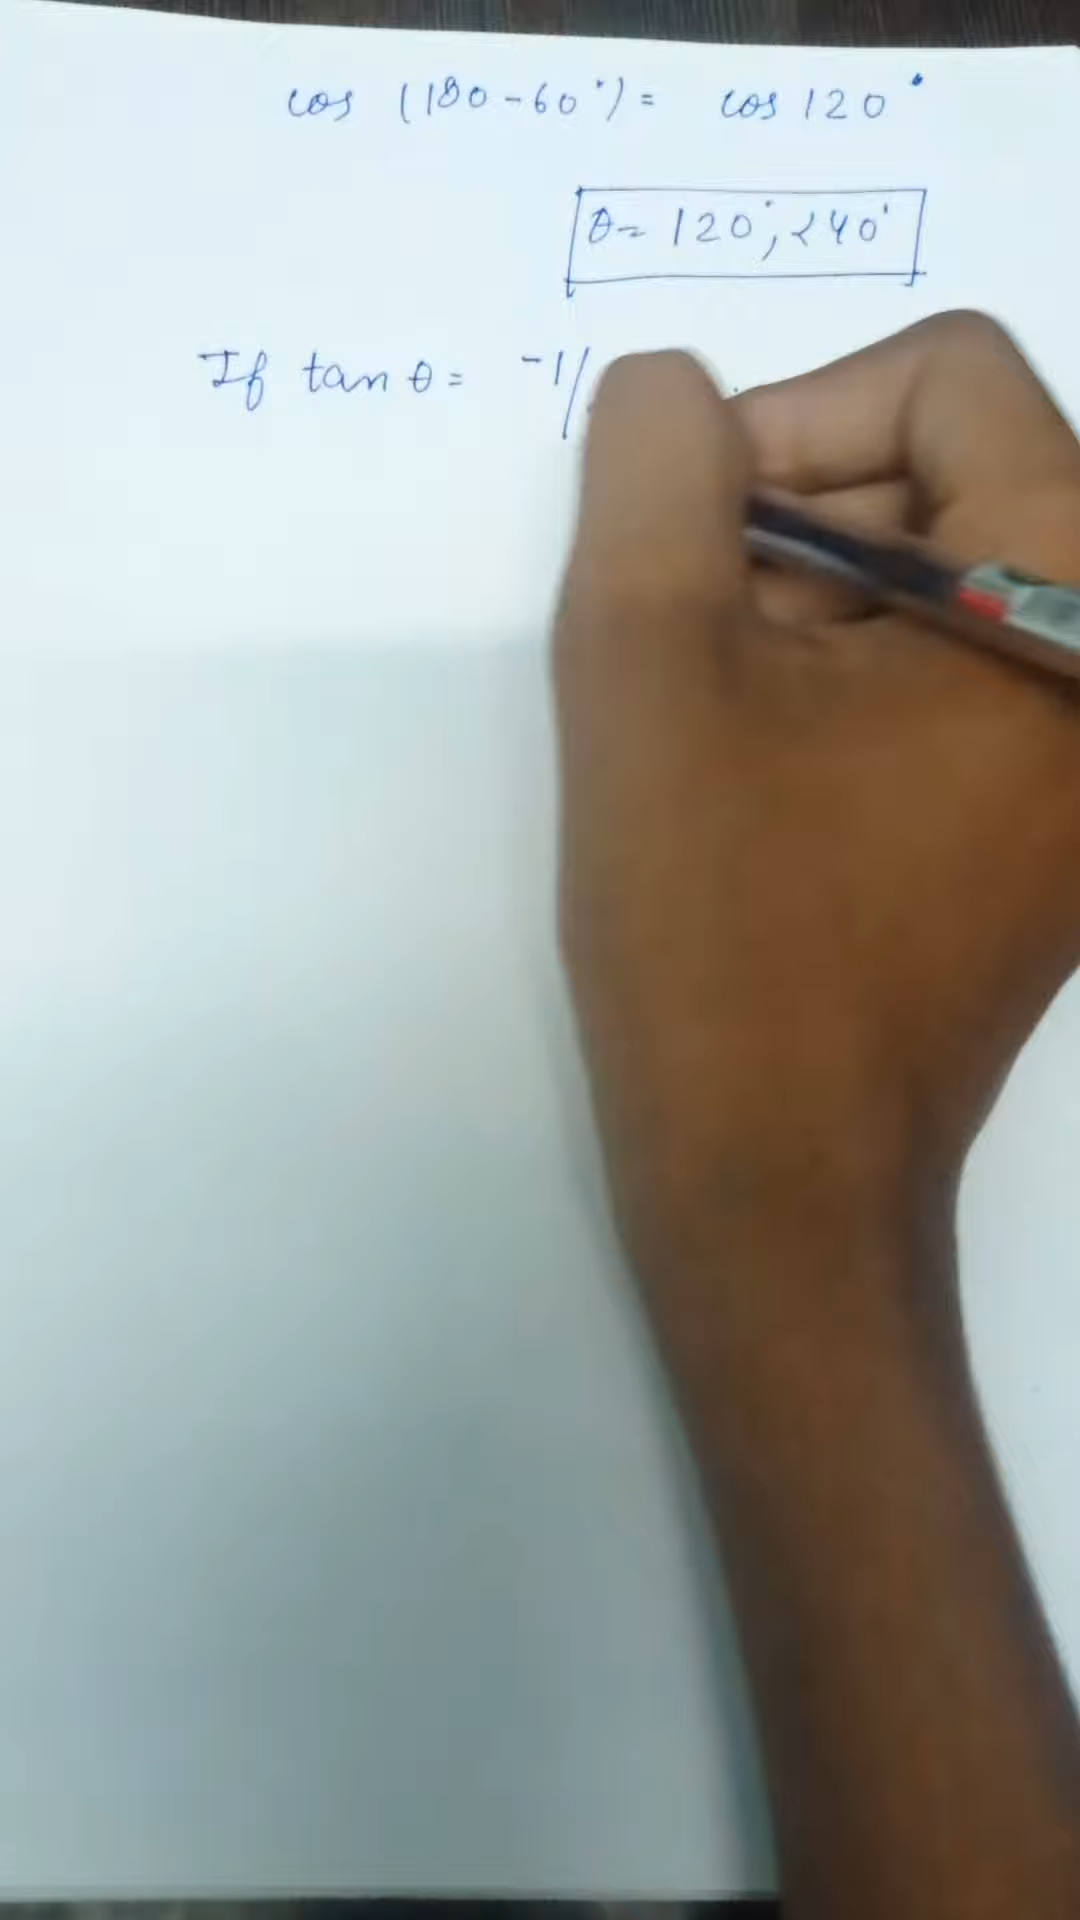 cos (180-60°) = cos 120°
θ = 120°, 240°
If tan θ = -1/